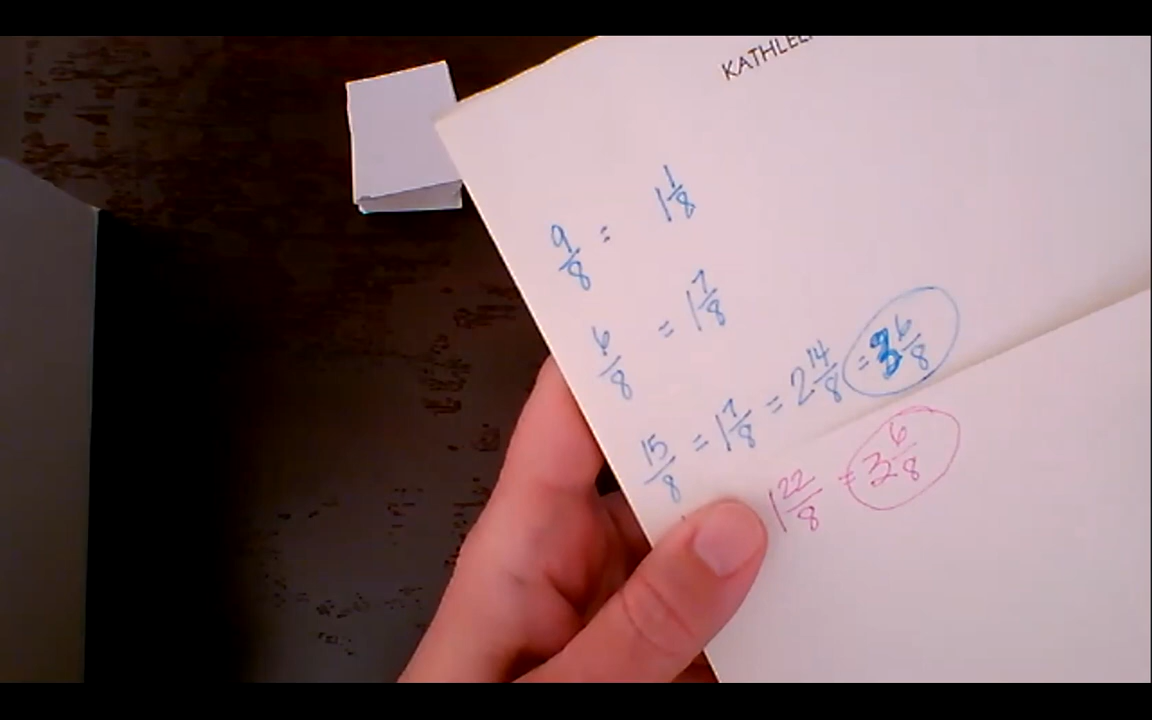 KATHLEE
9/8 = 1 1/8
6/8 = 1 7/8
15/8 = 1 7/8 = 2 14/8 = 3 6/8
1 22/8 = 3 6/8